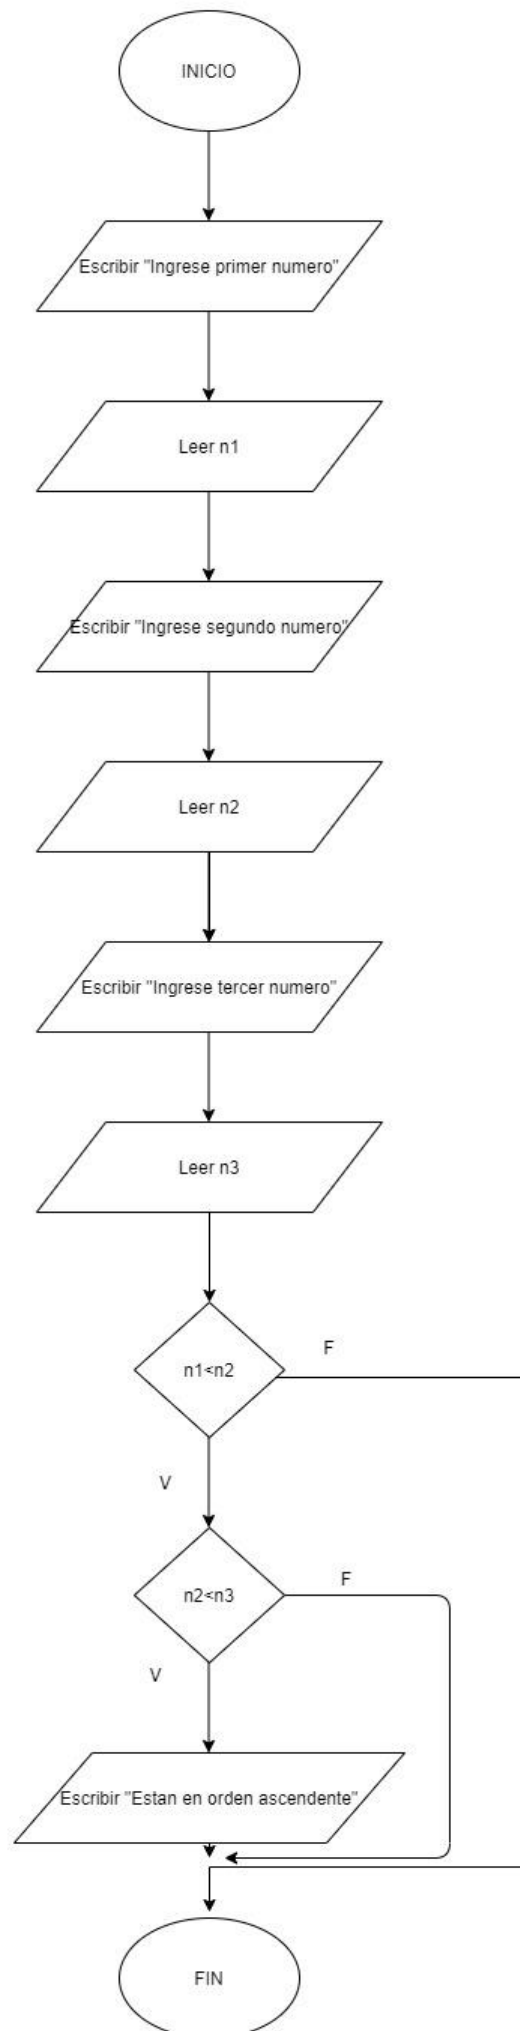 INICIO
Escribir "Ingrese primer numero"
Leer n1
Escribir "Ingrese segundo numero"
Leer n2
Escribir "Ingrese tercer numero"
Leer n3
n1<n2
F
V
n2<n3
F
V
Escribir "Estan en orden ascendente"
FIN